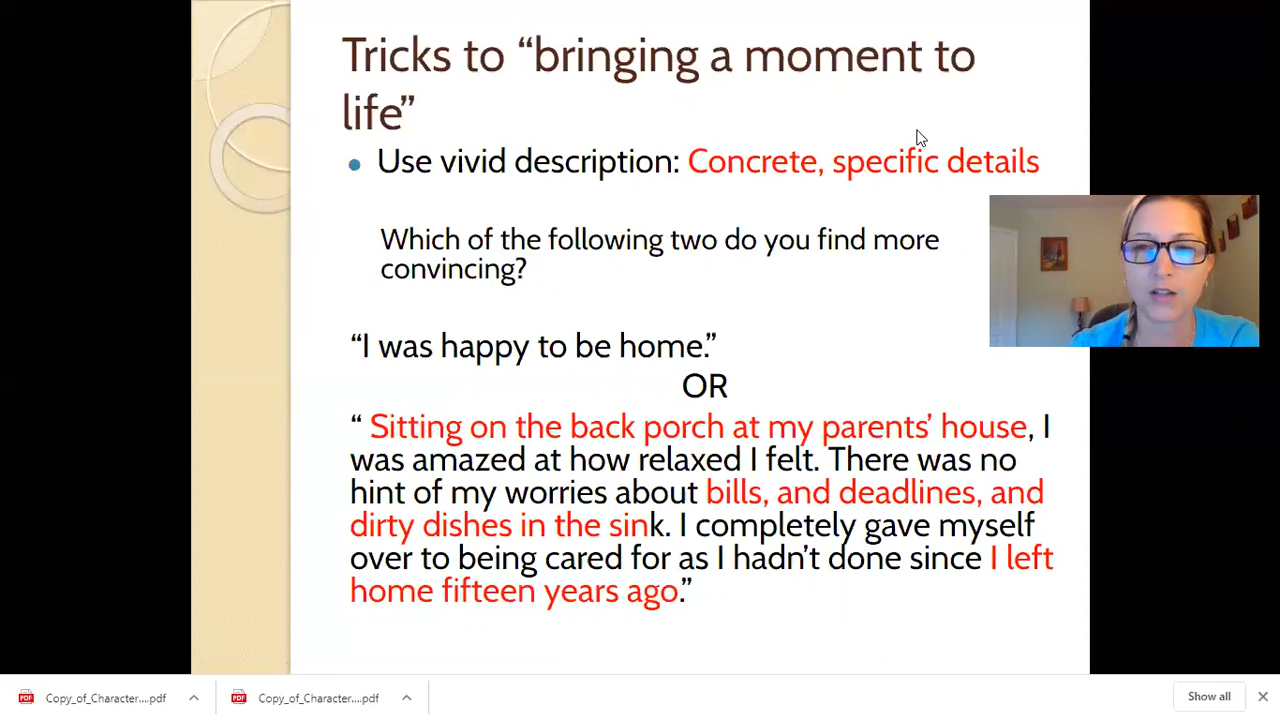 Tricks to “bringing a moment to
life”
Use vivid description: Concrete, specific details
Which of the following two do you find more
convincing?
“I was happy to be home.”
OR
“ Sitting on the back porch at my parents’ house, I
was amazed at how relaxed I felt. There was no
hint of my worries about bills, and deadlines, and
dirty dishes in the sink. I completely gave myself
over to being cared for as I hadn’t done since I left
home fifteen years ago.”
PDF Copy_of_Character....pdf PDF Copy_of_Character....pdf Show all